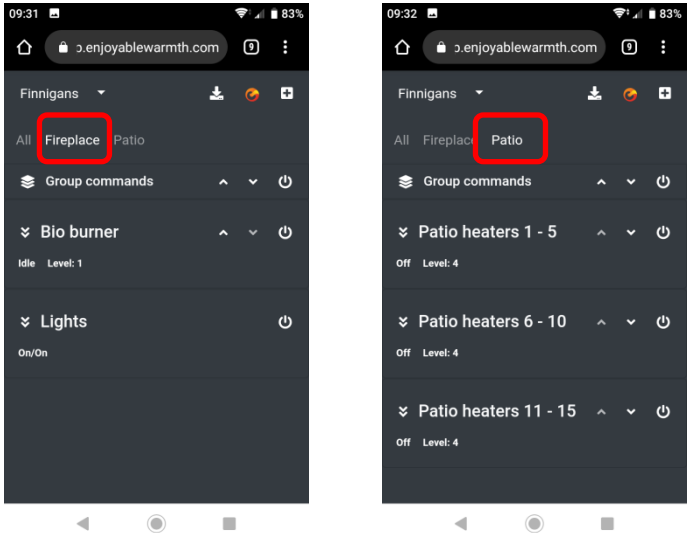 09:31 83%
ɔ.enjoyablewarmth.com 9
Finnigans
All Fireplace Patio
Group commands
Bio burner
Idle Level: 1
Lights
On/On
09:32 83%
ɔ.enjoyablewarmth.com 9
Finnigans
All Fireplace Patio
Group commands
Patio heaters 1 - 5
Off Level: 4
Patio heaters 6 - 10
Off Level: 4
Patio heaters 11 - 15
Off Level: 4